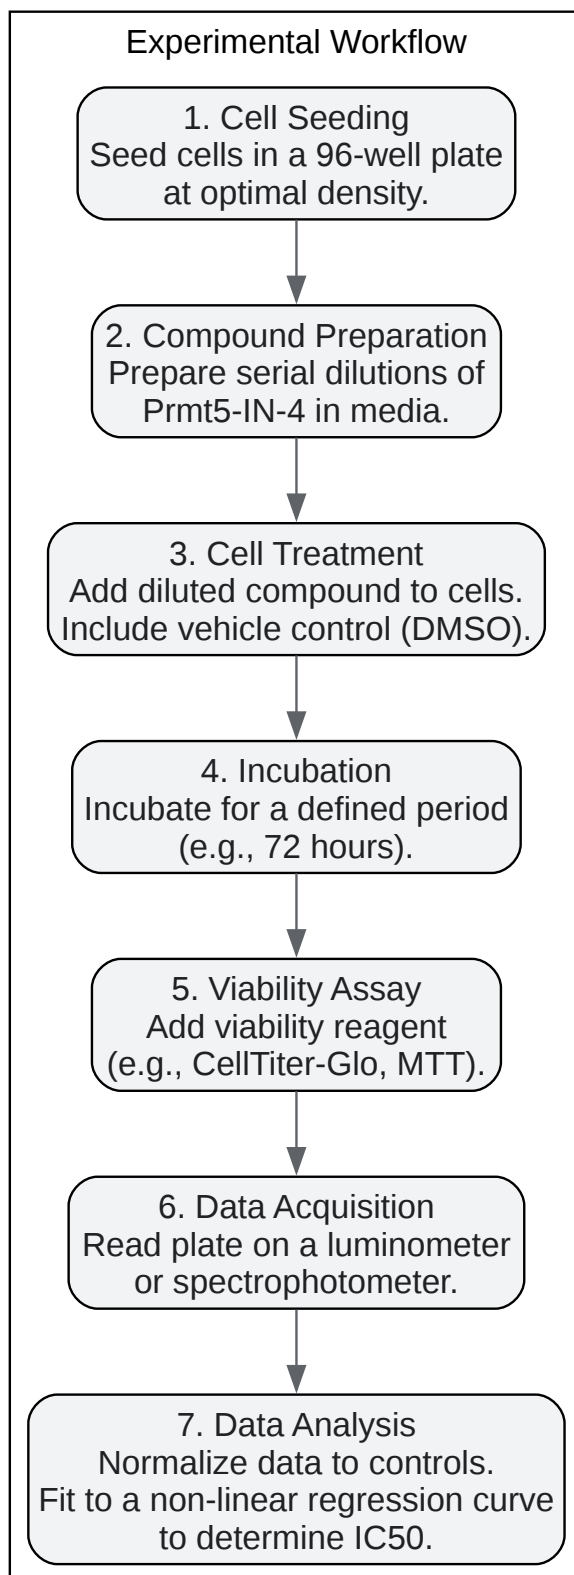 Experimental Workflow
1. Cell Seeding
Seed cells in a 96-well plate
at optimal density.
2. Compound Preparation
Prepare serial dilutions of
Prmt5-IN-4 in media.
3. Cell Treatment
Add diluted compound to cells.
Include vehicle control (DMSO).
4. Incubation
Incubate for a defined period
(e.g., 72 hours).
5. Viability Assay
Add viability reagent
(e.g., CellTiter-Glo, MTT).
6. Data Acquisition
Read plate on a luminometer
or spectrophotometer.
7. Data Analysis
Normalize data to controls.
Fit to a non-linear regression curve
to determine IC50.